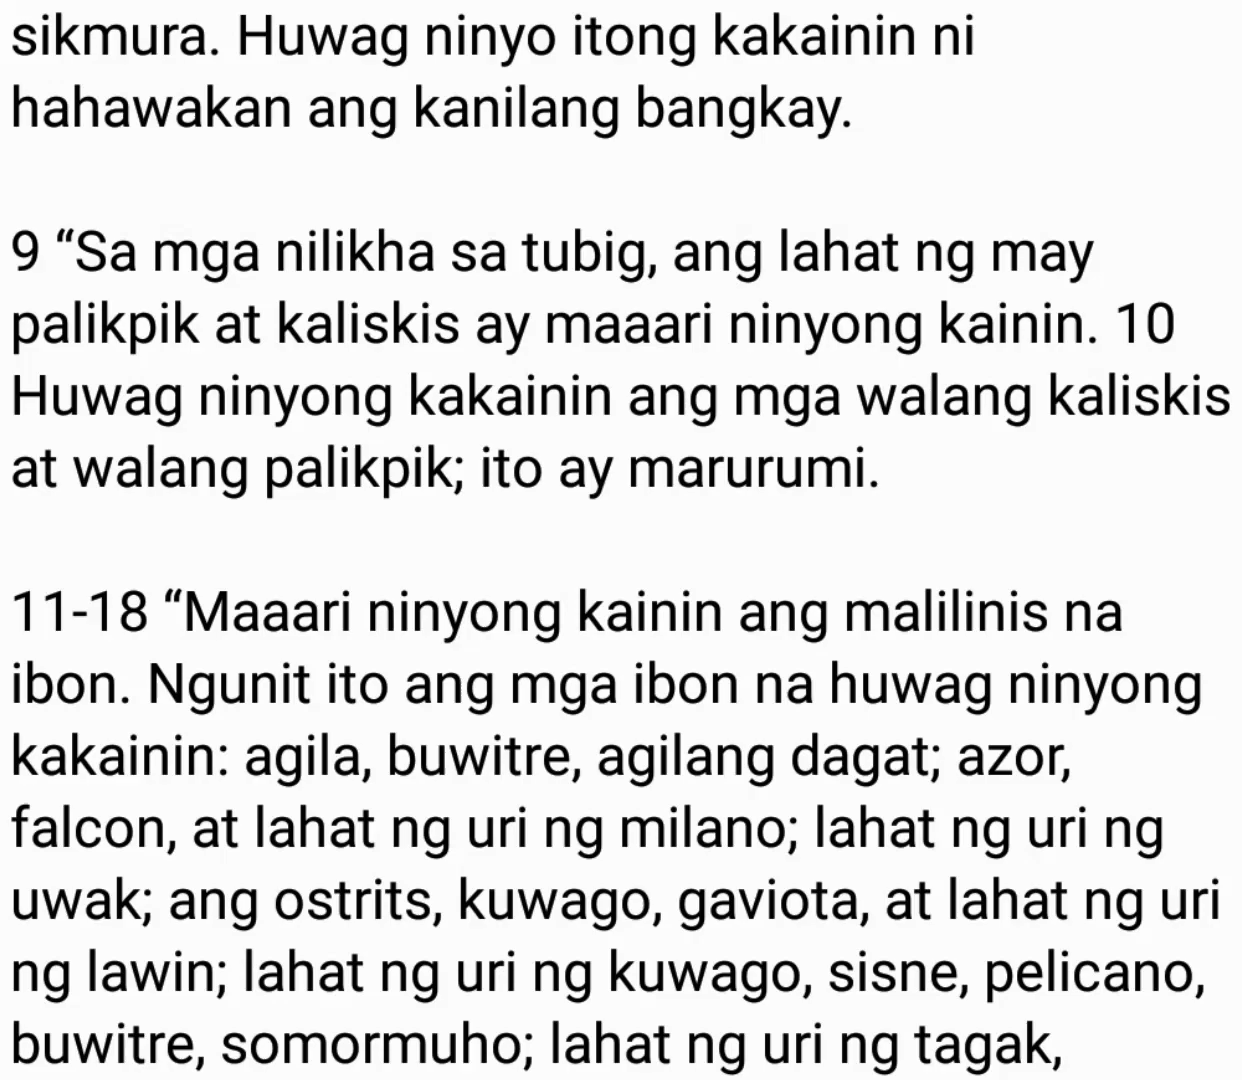 sikmura. Huwag ninyo itong kakainin ni
hahawakan ang kanilang bangkay.
9 “Sa mga nilikha sa tubig, ang lahat ng may
palikpik at kaliskis ay maaari ninyong kainin. 10
Huwag ninyong kakainin ang mga walang kaliskis
at walang palikpik; ito ay marurumi.
11-18 “Maaari ninyong kainin ang malilinis na
ibon. Ngunit ito ang mga ibon na huwag ninyong
kakainin: agila, buwitre, agilang dagat; azor,
falcon, at lahat ng uri ng milano; lahat ng uri ng
uwak; ang ostrits, kuwago, gaviota, at lahat ng uri
ng lawin; lahat ng uri ng kuwago, sisne, pelicano,
buwitre, somormuho; lahat ng uri ng tagak,